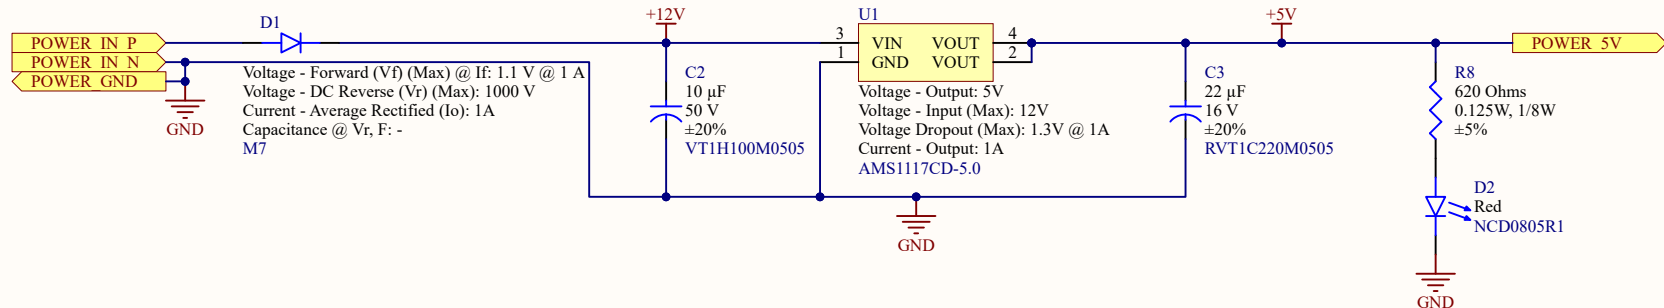 POWER_IN_P
POWER_IN_N
POWER_GND
GND
D1
Voltage - Forward (Vf) (Max) @ If: 1.1 V @ 1 A
Voltage - DC Reverse (Vr) (Max): 1000 V
Current - Average Rectified (Io): 1A
Capacitance @ Vr, F: -
M7
+12V
C2
10 µF
50 V
±20%
VT1H100M0505
U1
3 VIN VOUT 4
1 GND VOUT 2
Voltage - Output: 5V
Voltage - Input (Max): 12V
Voltage Dropout (Max): 1.3V @ 1A
Current - Output: 1A
AMS1117CD-5.0
GND
C3
22 µF
16 V
±20%
RVT1C220M0505
+5V
POWER_5V
R8
620 Ohms
0.125W, 1/8W
±5%
D2
Red
NCD0805R1
GND